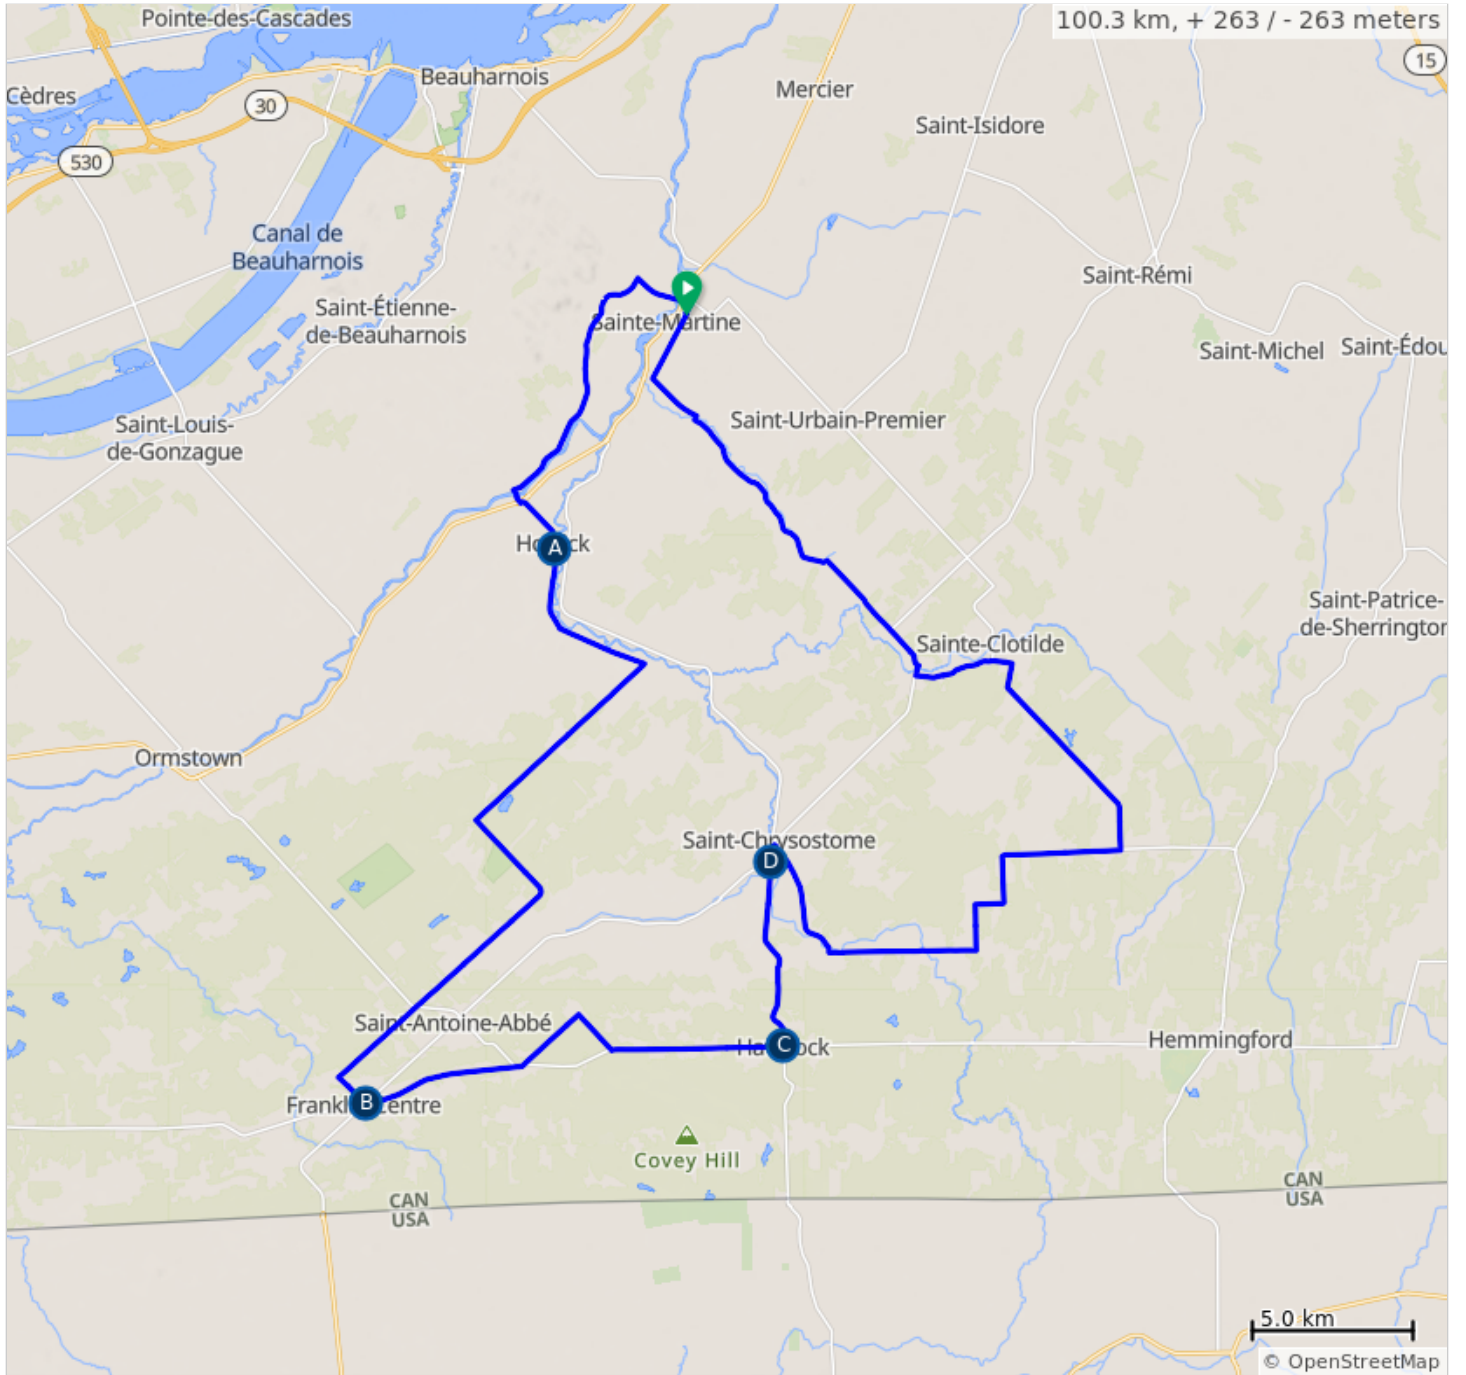 Pointe-des-Cascades
100.3 km, + 263 / - 263 meters
15
Beauharnois
Mercier
Cèdres
30
Saint-Isidore
530
Canal de
Beauharnois
Saint-Rémi
Saint-Étienne-
de-Beauharnois
Sainte-Martine
Saint-Michel
Saint-Édou
Saint-Louis-
de-Gonzague
Saint-Urbain-Premier
A
Saint-Patrice-
de-Sherringtor
Sainte-Clotilde
Ormstown
Saint-Chrysostome
D
Saint-Antoine-Abbé
Hemmingford
C
B
Covey Hill
CAN
USA
CAN
USA
5.0 km
© OpenStreetMap